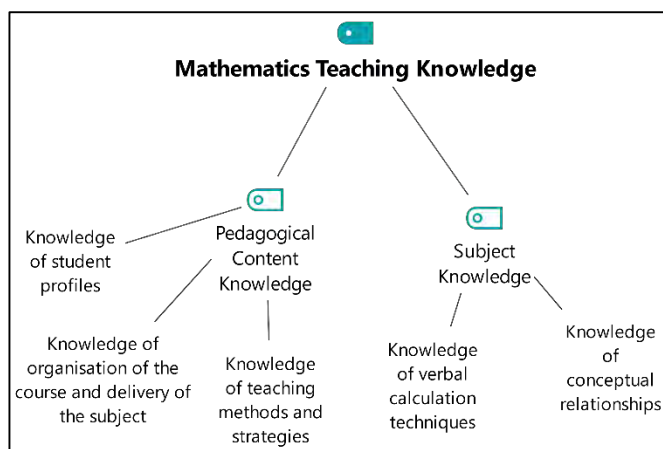 Mathematics Teaching Knowledge
Knowledge
of student
profiles
Pedagogical
Content
Knowledge
Subject
Knowledge
Knowledge of
organisation of the
course and delivery of
the subject
Knowledge
of teaching
methods and
strategies
Knowledge
of verbal
calculation
techniques
Knowledge
of
conceptual
relationships